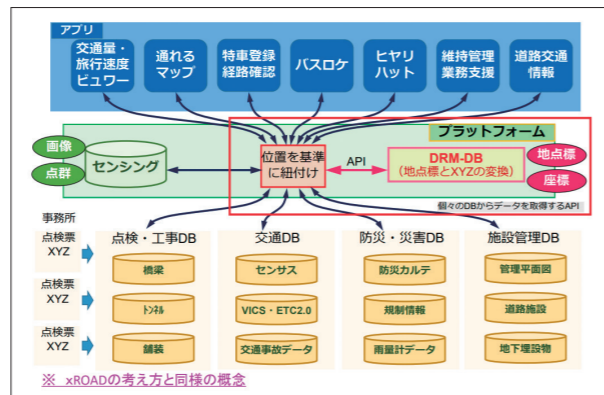 アプリ
交通量・
旅行速度
ビュワー
通れる
マップ
特車登録
経路確認
バスロケ
ヒヤリ
ハット
維持管理
業務支援
道路交通
情報
プラットフォーム
画像
点群
センシング
位置を基準
に紐付け
API
DRM-DB
(地点標とXYZの変換)
地点標
座標
個々のDBからデータを取得するAPI
事務所
点検票
XYZ
点検票
XYZ
点検票
XYZ
点検・工事DB
橋梁
トンネル
舗装
交通DB
センサス
VICS・ETC2.0
交通事故データ
防災・災害DB
防災カルテ
規制情報
雨量計データ
施設管理DB
管理平面図
道路施設
地下埋設物
※ xROADの考え方と同様の概念